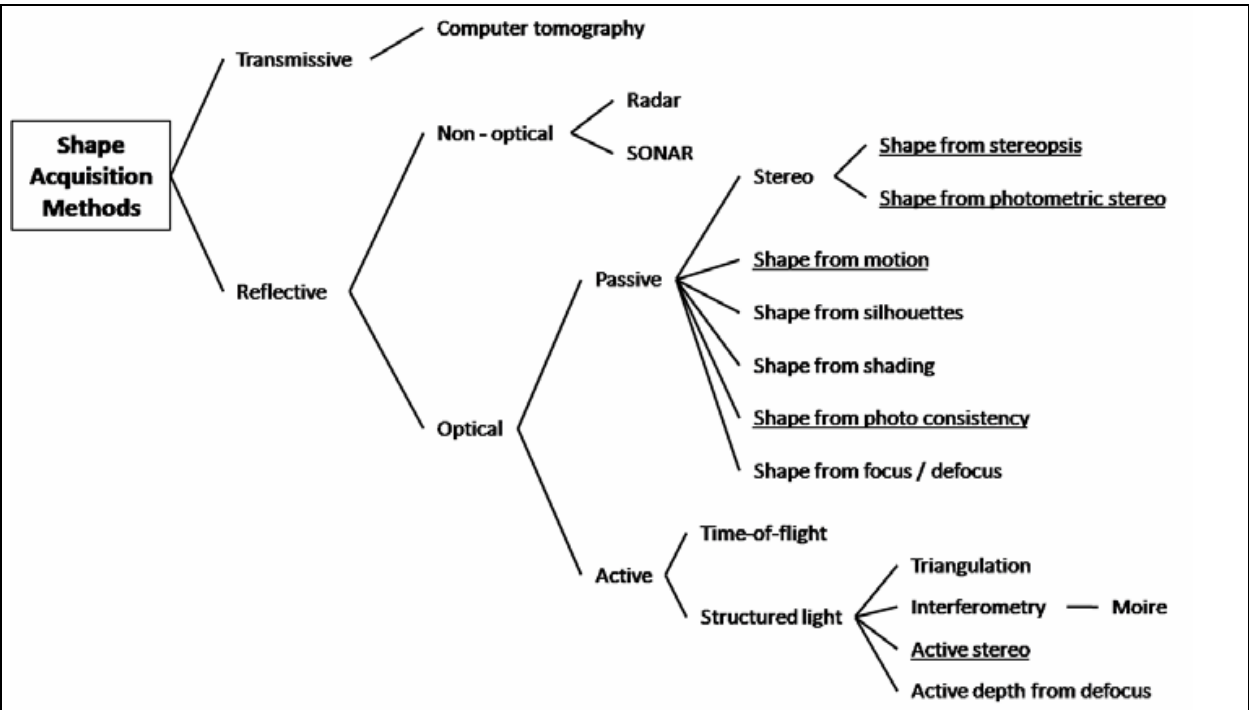 Shape
Acquisition
Methods
Transmissive
Computer tomography
Reflective
Non - optical
Radar
SONAR
Optical
Passive
Stereo
Shape from stereopsis
Shape from photometric stereo
Shape from motion
Shape from silhouettes
Shape from shading
Shape from photo consistency
Shape from focus / defocus
Active
Time-of-flight
Structured light
Triangulation
Interferometry
Moire
Active stereo
Active depth from defocus